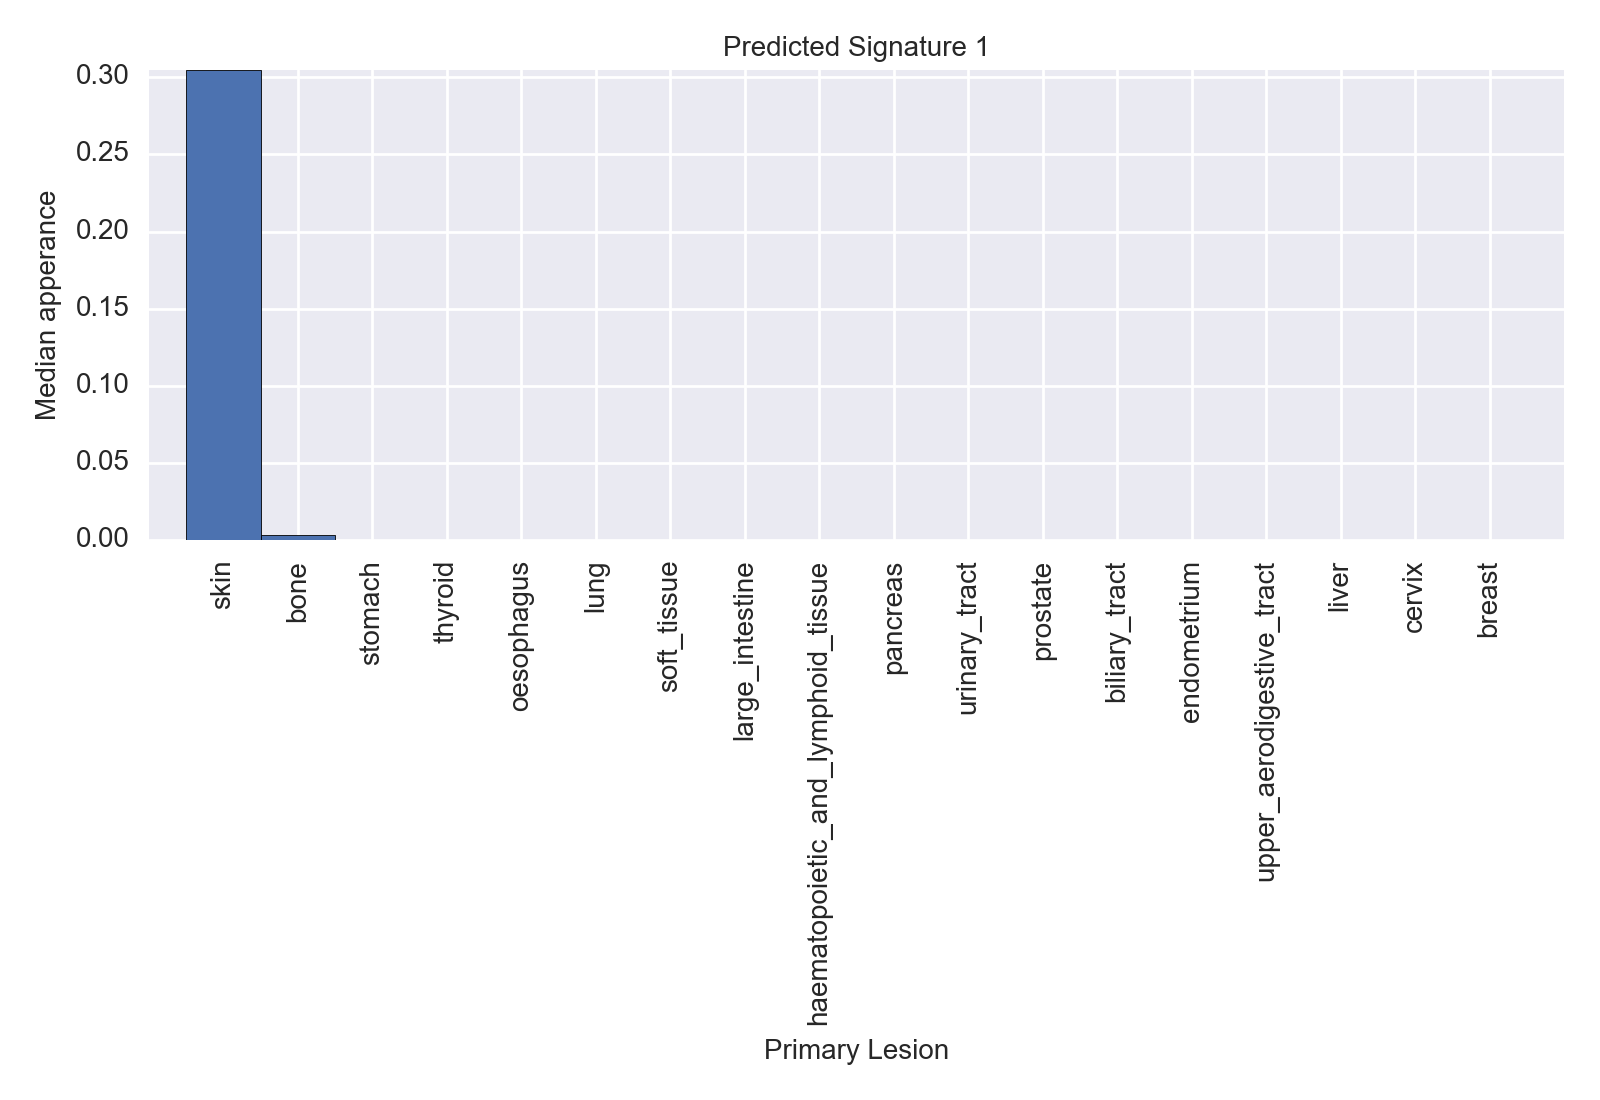 Predicted Signature 1
0.30
0.25
0.20
0.15
0.10
0.05
0.00
Median apperance
skin
bone
stomach
thyroid
oesophagus
lung
soft_tissue
large_intestine
haematopoietic_and_lymphoid_tissue
pancreas
urinary_tract
prostate
biliary_tract
endometrium
upper_aerodigestive_tract
liver
cervix
breast
Primary Lesion